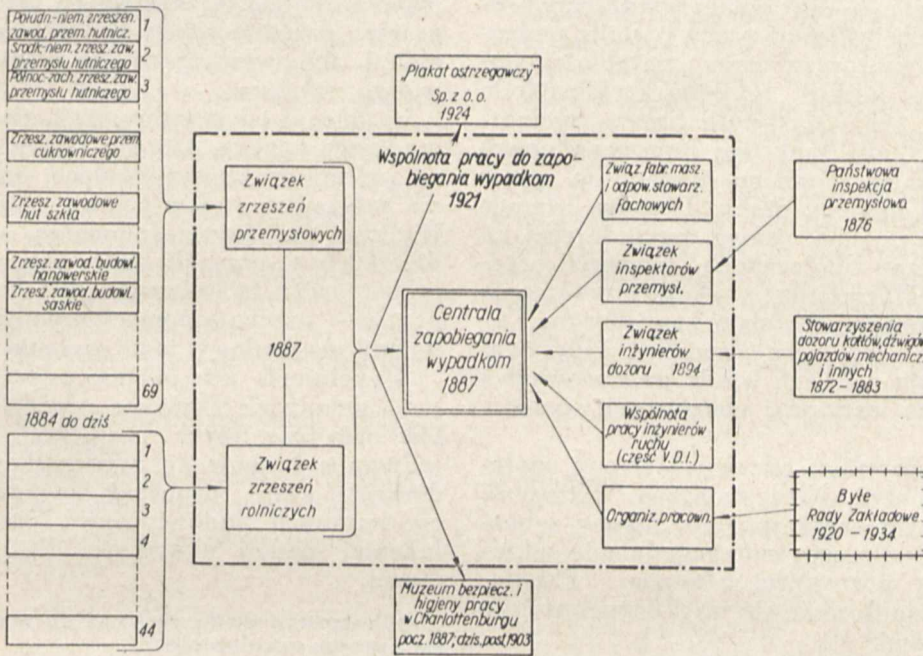 Połudn.-niem. zrzeszen.
zawod. przem. hutnicz.
1
Środk.-niem. zrzesz. zaw.
przemysłu hutniczego
2
Północ-zach. zrzesz. zaw.
przemysłu hutniczego
3
Zrzesz. zawodowe przem.
cukrowniczego
Zrzesz. zawodowe
hut szkła
Zrzesz. zawod. budowl.
hanowerskie
Zrzesz. zawod. budowl.
saskie
69
1884 do dziś
1
2
3
4
44
Związek
zrzeszeń
przemysłowych
1887
Związek
zrzeszeń
rolniczych
„Plakat ostrzegawczy"
Sp. z o. o.
1924
Wspólnota pracy do zapo-
biegania wypadkom
1921
Centrala
zapobiegania
wypadkom
1887
Muzeum bezpiecz. i
higjeny pracy
w Charlottenburgu
pocz. 1887; dzis. post. 1903
Związ. fabr. masz.
i odpow. stowarz.
fachowych
Związek
inspektorów
przemysł.
Związek
inżynierów
dozoru 1894
Wspólnota
pracy inżynierów
ruchu
(część V.D.I.)
Organiz. pracown.
Państwowa
inspekcja
przemysłowa
1876
Stowarzyszenia
dozoru kotłów, dźwigów
pojazdów mechanicz.
i innych
1872 – 1883
Byłe
Rady Zakładowe
1920 – 1934